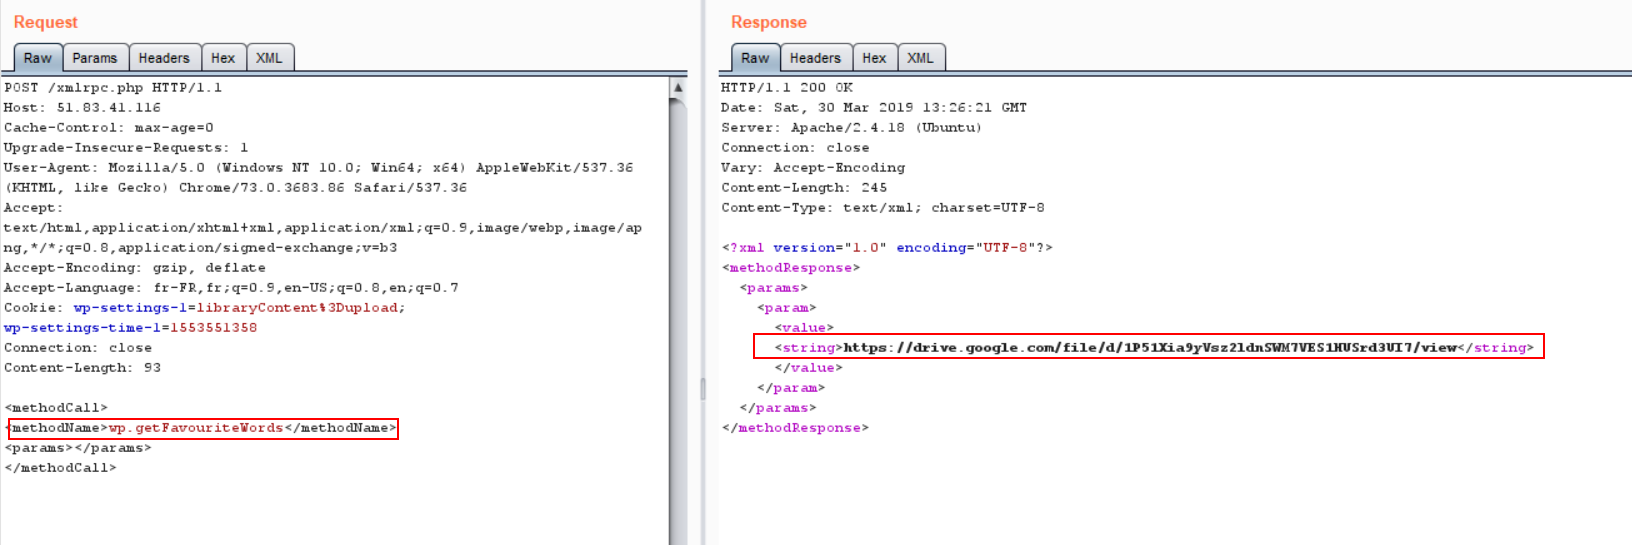 Request
Raw Params Headers Hex XML
POST /xmlrpc.php HTTP/1.1
Host: 51.83.41.116
Cache-Control: max-age=0
Upgrade-Insecure-Requests: 1
User-Agent: Mozilla/5.0 (Windows NT 10.0; Win64; x64) AppleWebKit/537.36
(KHTML, like Gecko) Chrome/73.0.3683.86 Safari/537.36
Accept:
text/html,application/xhtml+xml,application/xml;q=0.9,image/webp,image/ap
ng,*/*;q=0.8,application/signed-exchange;v=b3
Accept-Encoding: gzip, deflate
Accept-Language: fr-FR,fr;q=0.9,en-US;q=0.8,en;q=0.7
Cookie: wp-settings-1=libraryContent%3Dupload;
wp-settings-time-1=1553551358
Connection: close
Content-Length: 93
<methodCall>
<methodName>wp.getFavouriteWords</methodName>
<params></params>
</methodCall>
Response
Raw Headers Hex XML
HTTP/1.1 200 OK
Date: Sat, 30 Mar 2019 13:26:21 GMT
Server: Apache/2.4.18 (Ubuntu)
Connection: close
Vary: Accept-Encoding
Content-Length: 245
Content-Type: text/xml; charset=UTF-8
<?xml version="1.0" encoding="UTF-8"?>
<methodResponse>
<params>
<param>
<value>
<string>https://drive.google.com/file/d/1P51Xia9yVsz2ldnSWM7VES1HUSrd3UI7/view</string>
</value>
</param>
</params>
</methodResponse>